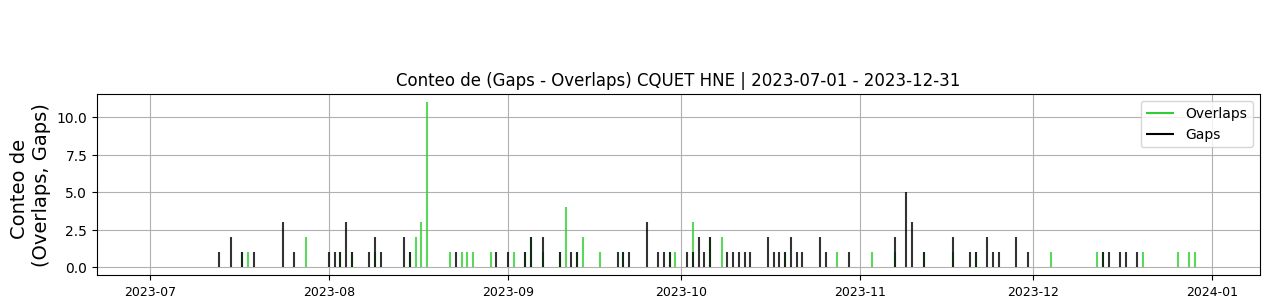 Conteo de (Gaps - Overlaps) CQUET HNE | 2023-07-01 - 2023-12-31
Conteo de
(Overlaps, Gaps)
10.0
7.5
5.0
2.5
0.0
Overlaps
Gaps
2023-07
2023-08
2023-09
2023-10
2023-11
2023-12
2024-01